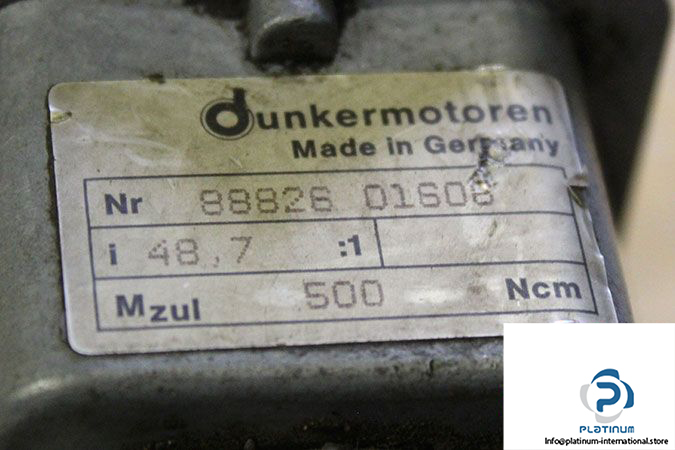 dunkermotoren
Made in Germany
Nr 88826 01608
i 48,7 :1
Mzul 500 Ncm
PLATINUM
Info@platinum-international.store